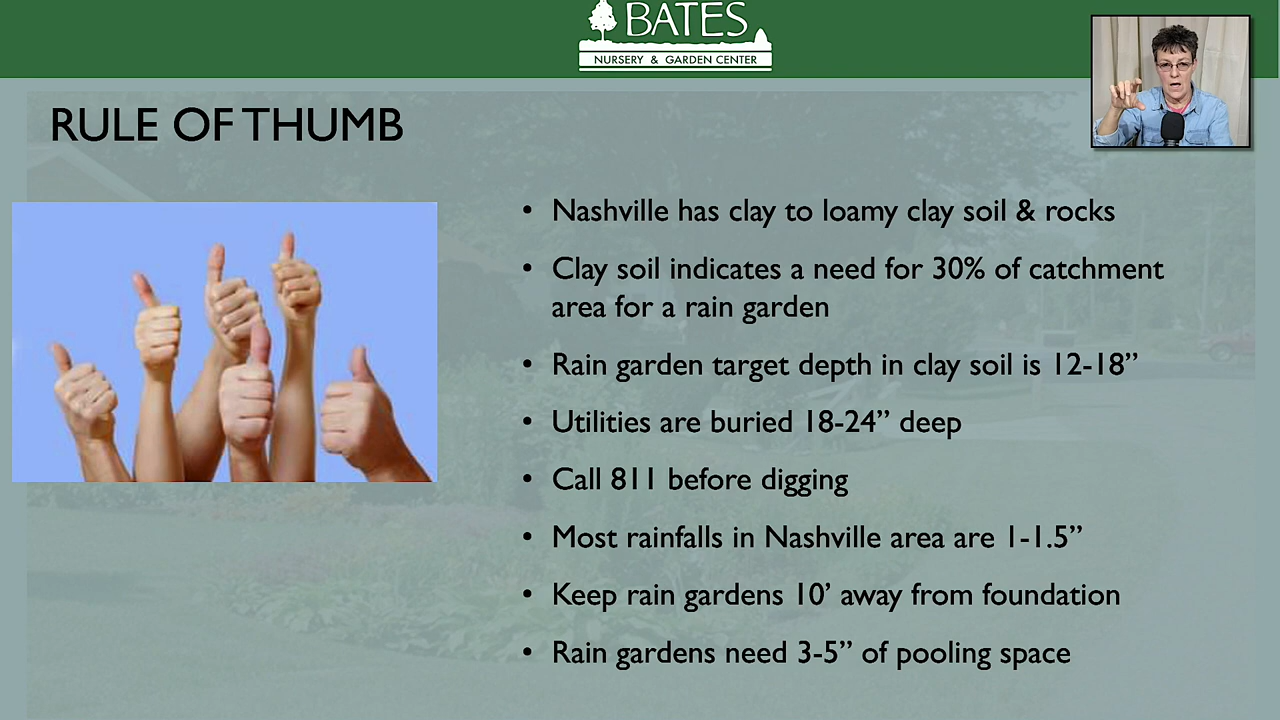 BATES
NURSERY & GARDEN CENTER
RULE OF THUMB
• Nashville has clay to loamy clay soil & rocks
• Clay soil indicates a need for 30% of catchment
area for a rain garden
• Rain garden target depth in clay soil is 12-18”
• Utilities are buried 18-24” deep
• Call 811 before digging
• Most rainfalls in Nashville area are 1-1.5”
• Keep rain gardens 10’ away from foundation
• Rain gardens need 3-5” of pooling space